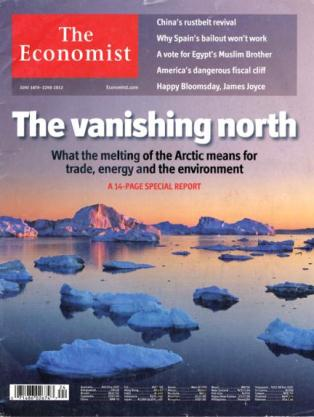 The
Economist
JUNE 16TH–22ND 2012
Economist.com
China's rustbelt revival
Why Spain's bailout won't work
A vote for Egypt's Muslim Brother
America's dangerous fiscal cliff
Happy Bloomsday, James Joyce
The vanishing north
What the melting of the Arctic means for
trade, energy and the environment
A 14-PAGE SPECIAL REPORT